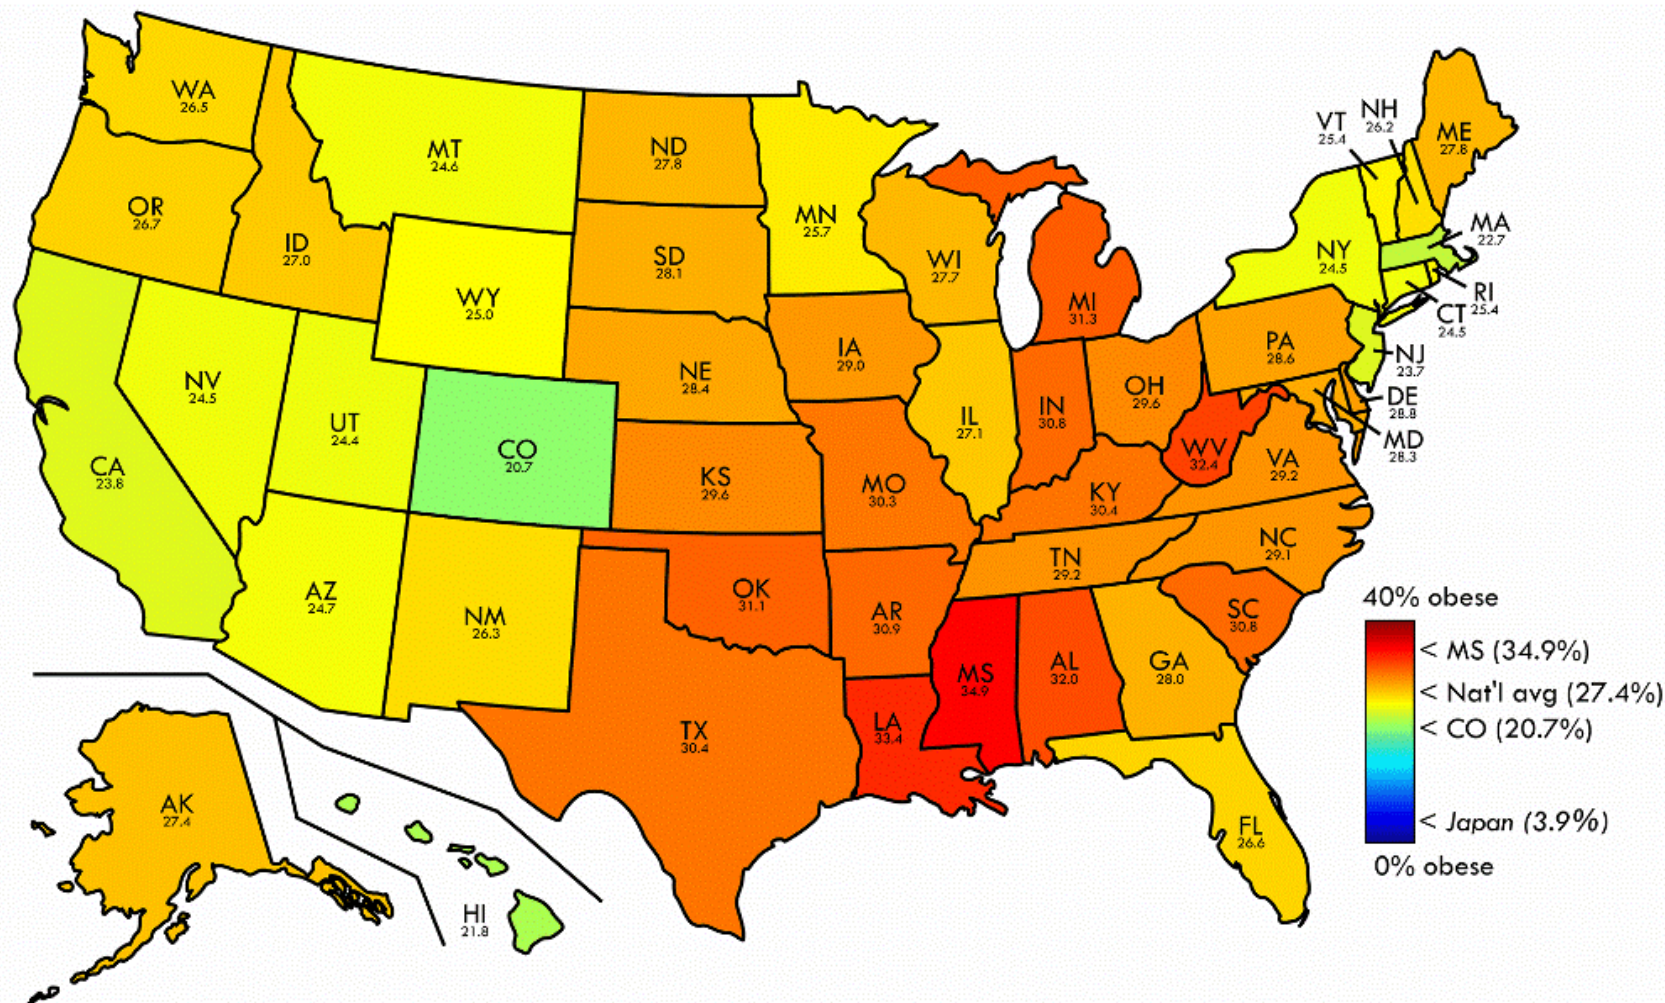 WA
26.5
OR
26.7
ID
27.0
MT
24.6
WY
25.0
ND
27.8
SD
28.1
NE
28.4
KS
29.6
MN
25.7
IA
29.0
WI
27.7
MI
31.3
IL
27.1
IN
30.8
OH
29.6
PA
28.6
NY
24.5
VT
25.4
NH
26.2
ME
27.8
MA
22.7
RI
25.4
CT
24.5
NJ
23.7
DE
28.8
MD
28.3
CA
23.8
NV
24.5
UT
24.4
CO
20.7
AZ
24.7
NM
26.3
OK
31.1
TX
30.4
MO
30.3
AR
30.9
LA
33.4
MS
34.9
AL
32.0
GA
28.0
FL
26.6
SC
30.8
NC
29.1
TN
29.2
KY
30.4
WV
32.4
VA
29.2
AK
27.4
HI
21.8
40% obese
< MS (34.9%)
< Nat'l avg (27.4%)
< CO (20.7%)
< Japan (3.9%)
0% obese